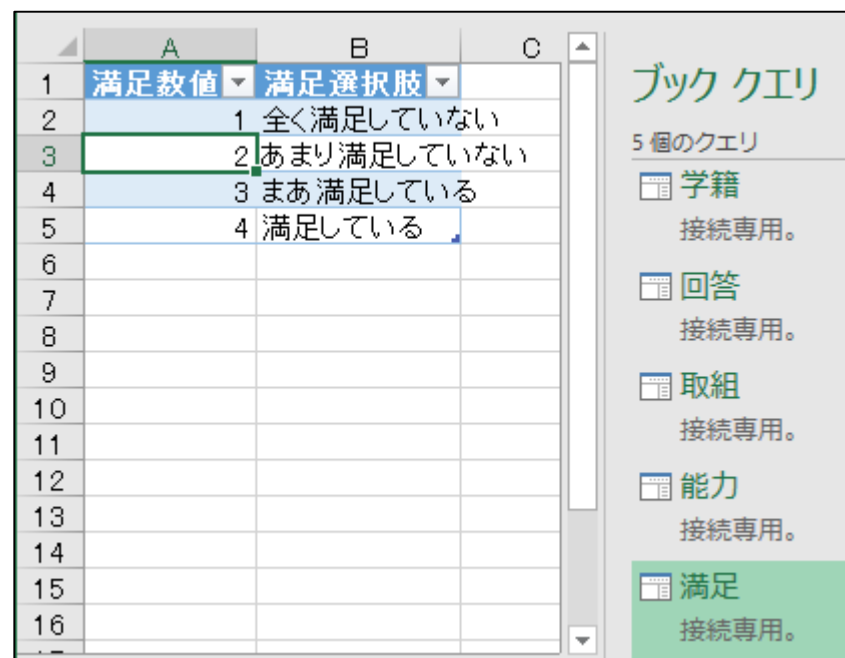 A B C
1 満足数値 満足選択肢
2 1 全く満足していない
3 2 あまり満足していない
4 3 まあ満足している
5 4 満足している
6
7
8
9
10
11
12
13
14
15
16
ブック クエリ
5 個のクエリ
学籍
接続専用。
回答
接続専用。
取組
接続専用。
能力
接続専用。
満足
接続専用。